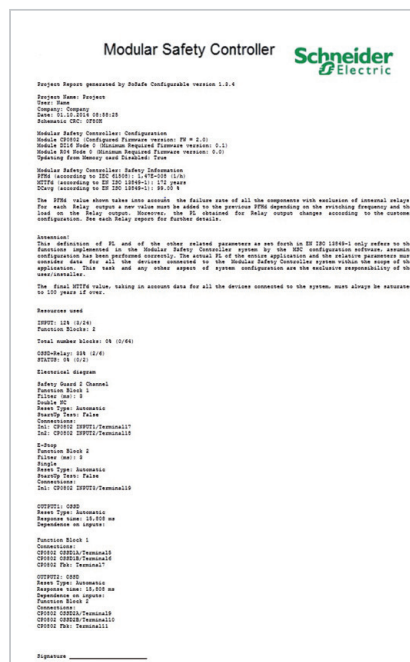 Modular Safety Controller
Schneider
Electric
Project Report generated by SoSafe Configurable version 1.3.4
Project Name: Project
User: Name
Company: Company
Date: 01.10.2014 08:58:25
Schematic CRC:
Modular Safety Controller: Configuration
Module CP0802 (Configured Firmware version: FW = 2.0)
Module DI16 Node 0 (Minimum Required Firmware version: 0.1)
Module RO4 Node 0 (Minimum Required Firmware version: 0.0)
Updating from Memory card Disabled: True
Modular Safety Controller: Safety Information
PFHd (according to IEC 61508): 1,47E-008 (1/h)
MTTFd (according to EN ISO 13849-1): 172 years
DCavg (according to EN ISO 13849-1): 99.00 %
The PFHd value shown takes into account the failure rate of all the components with exclusion of internal relays
For each Relay output a new value must be added to the previous PFHd depending on the switching frequency and th
load on the Relay output. Moreover, the PL obtained for Relay output changes according to the custome
configuration. See each Relay report for further details.
Attention!
This definition of PL and of the other related parameters as set forth in EN ISO 13849-1 only refers to th
functions implemented in the Modular Safety Controller system by the MSC configuration software, assumin
configuration has been performed correctly. The actual PL of the entire application and the relative parameters mus
consider data for all the devices connected to the Modular Safety Controller system within the scope of th
application. This task and any other aspect of system configuration are the exclusive responsibility of th
user/installer.
The final MTTFd value, taking in account data for all the devices connected to the system, must always be saturate
to 100 years if over.
Resources used
INPUT: 12% (3/24)
Function Blocks: 2
Total number blocks: 0% (0/64)
OSSD+Relay: 33% (2/6)
STATUS: 0% (0/2)
Electrical diagram
Safety Guard 2 Channel
Function Block 1
Filter (ms): 3
Double NC
Reset Type: Automatic
StartUp Test: False
Connections:
In1: CP0802 INPUT1/Terminal17
In2: CP0802 INPUT2/Terminal18
E-Stop
Function Block 2
Filter (ms): 3
Single
Reset Type: Automatic
StartUp Test: False
Connections:
In1: CP0802 INPUT3/Terminal19
OUTPUT1: OSSD
Reset Type: Automatic
Response time: 15,808 ms
Dependence on inputs:
Function Block 1
Connections:
CP0802 OSSD1A/Terminal5
CP0802 OSSD1B/Terminal6
CP0802 Fbk: Terminal7
OUTPUT2: OSSD
Reset Type: Automatic
Response time: 15,808 ms
Dependence on inputs:
Function Block 2
Connections:
CP0802 OSSD2A/Terminal9
CP0802 OSSD2B/Terminal10
CP0802 Fbk: Terminal11
Signature